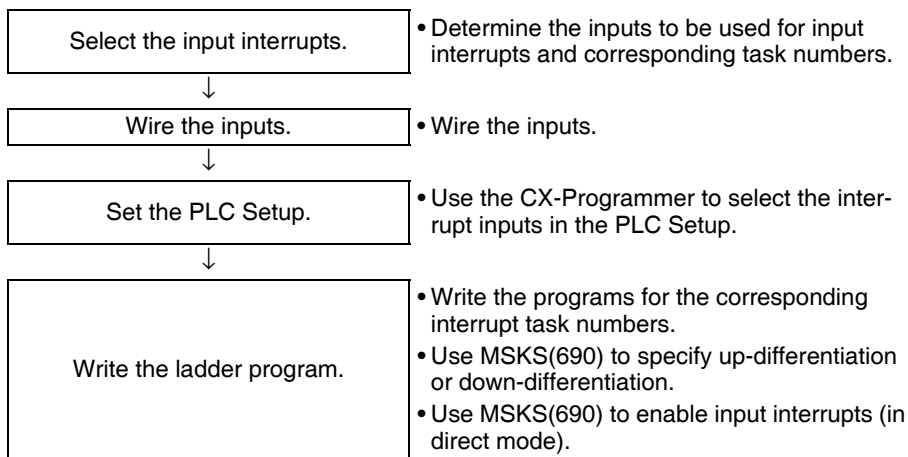 Select the input interrupts.
• Determine the inputs to be used for input
interrupts and corresponding task numbers.
↓
Wire the inputs.
• Wire the inputs.
↓
Set the PLC Setup.
• Use the CX-Programmer to select the inter-
rupt inputs in the PLC Setup.
↓
Write the ladder program.
• Write the programs for the corresponding
interrupt task numbers.
• Use MSKS(690) to specify up-differentiation
or down-differentiation.
• Use MSKS(690) to enable input interrupts (in
direct mode).